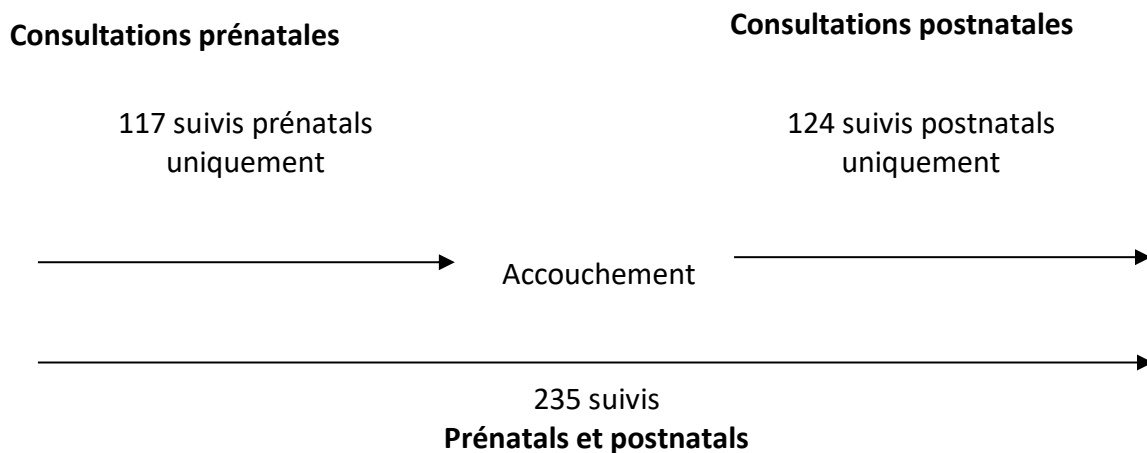 Consultations prénatales
Consultations postnatales
117 suivis prénatals
uniquement
124 suivis postnatals
uniquement
Accouchement
235 suivis
Prénatals et postnatals